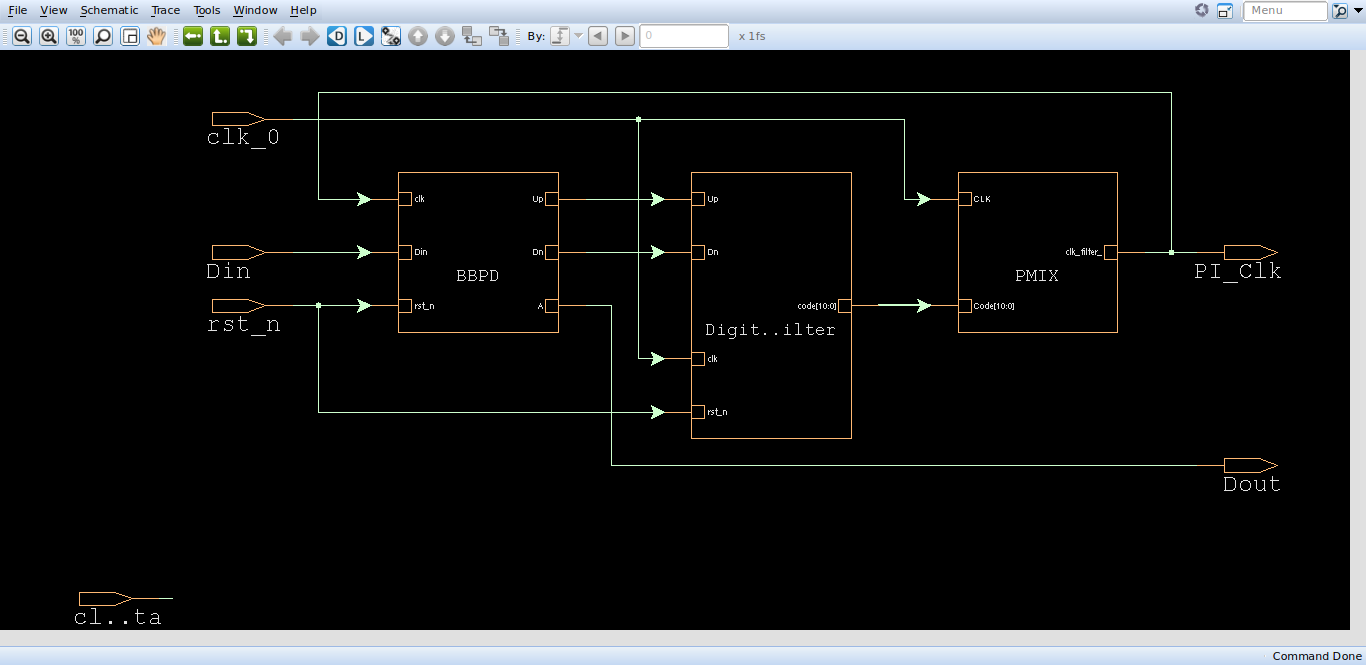 File View Schematic Trace Tools Window Help Menu
100 % D L By: 0 x 1fs
clk_0
clk Up Up CLK
Din Dn Dn clk_filter_
Din BBPD PMIX PI_Clk
rst_n A code[10:0] Code[10:0]
rst_n Digit..ilter
clk
rst_n
Dout
cl..ta
Command Done